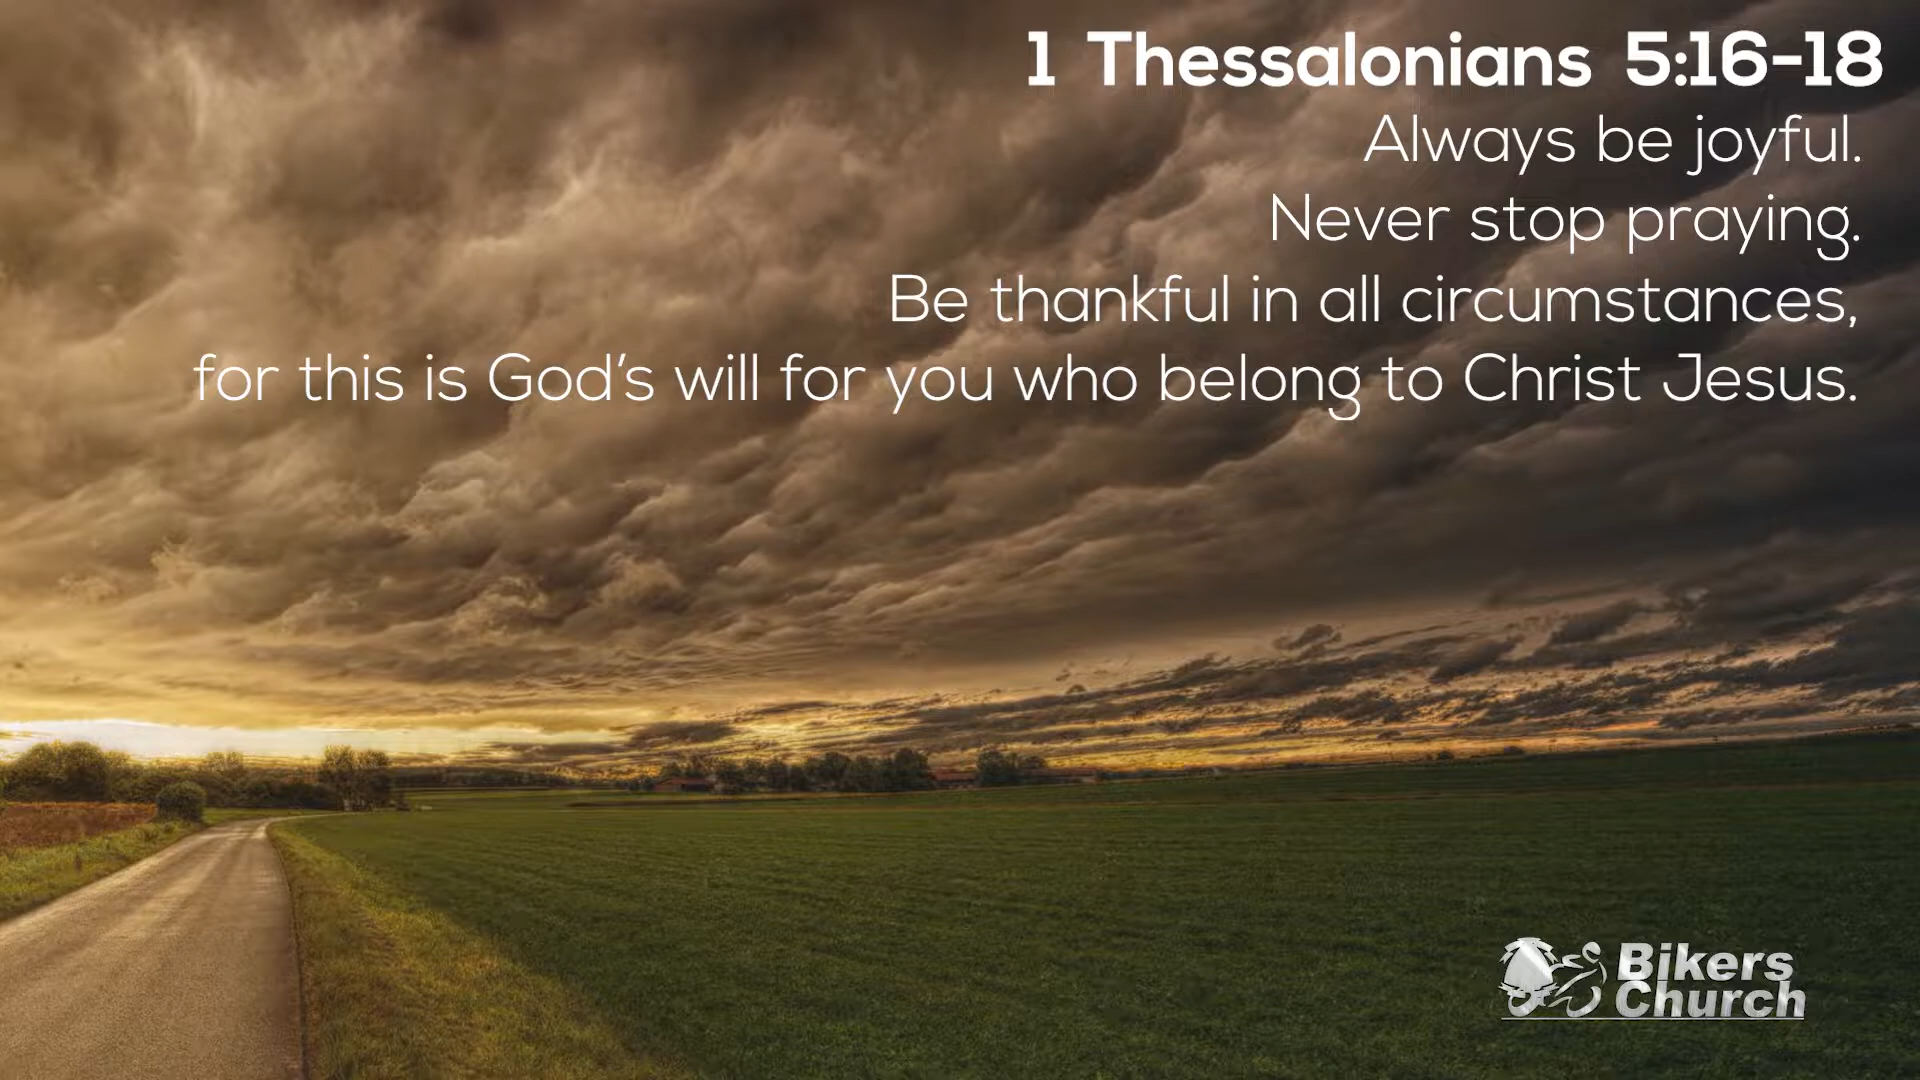 1 Thessalonians 5:16-18
Always be joyful.
Never stop praying.
Be thankful in all circumstances,
for this is God's will for you who belong to Christ Jesus.
Bikers
Church